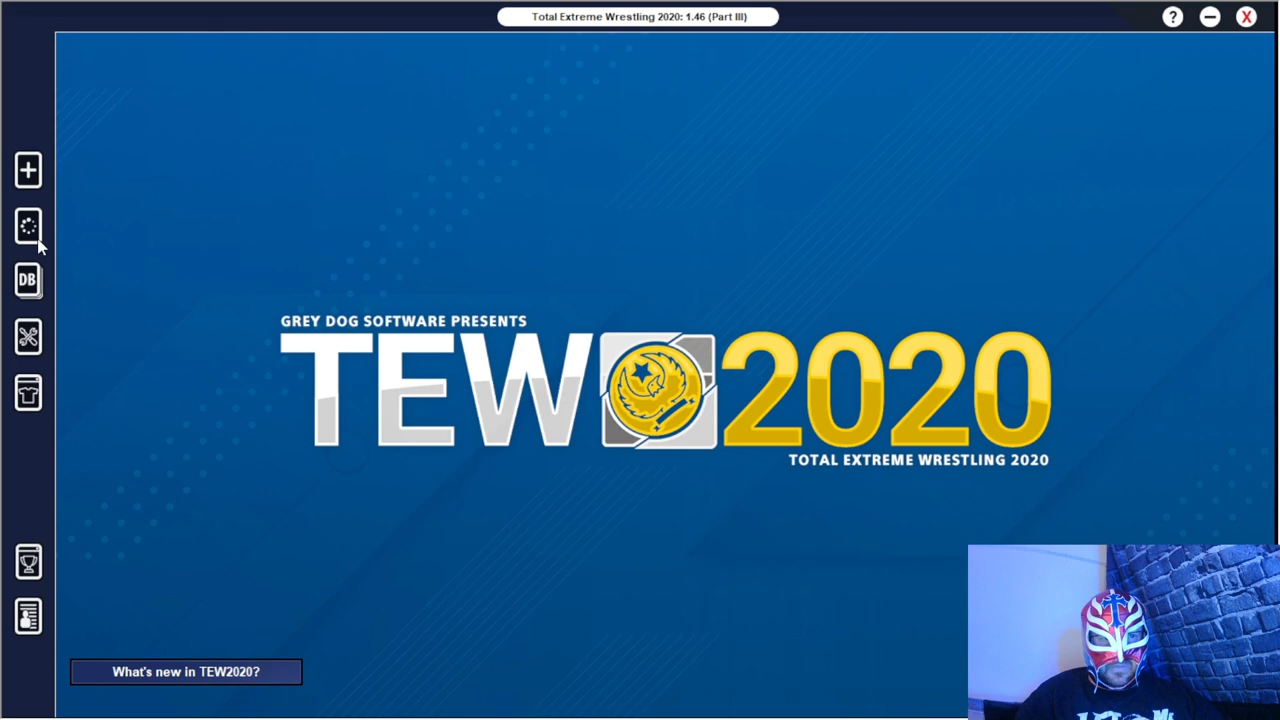 Total Extreme Wrestling 2020: 1.46 (Part III)
?
X
DB
GREY DOG SOFTWARE PRESENTS
TEW 2020
TOTAL EXTREME WRESTLING 2020
What's new in TEW2020?